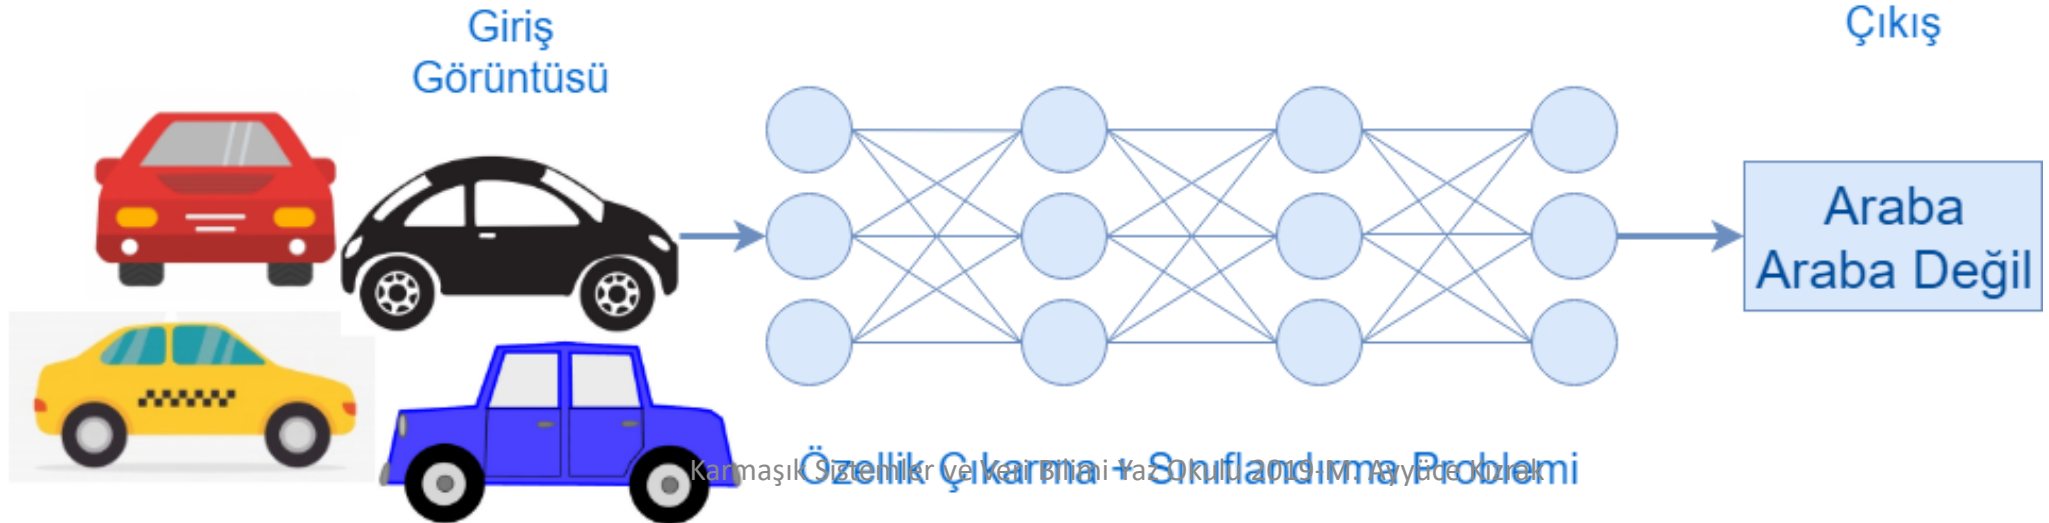 Giriş
Görüntüsü
Çıkış
Araba
Araba Değil
Özellik Çıkarma + Sınıflandırma Problemi
Karmaşık Sistemler ve Veri Bilimi Yaz Okulu 2019-M. Ayyüce Kızrak